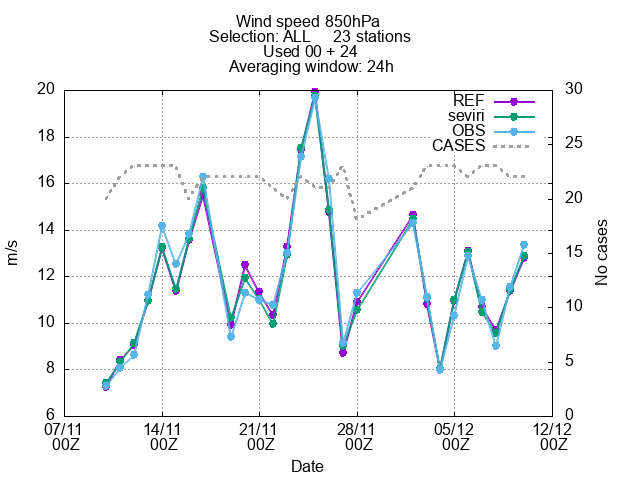 Wind speed 850hPa
Selection: ALL 23 stations
Used 00 + 24
Averaging window: 24h
REF
seviri
OBS
CASES
20
18
16
14
12
10
8
6
30
25
20
15
10
5
0
m/s
No cases
07/11 14/11 21/11 28/11 05/12 12/12
00Z 00Z 00Z 00Z 00Z 00Z
Date